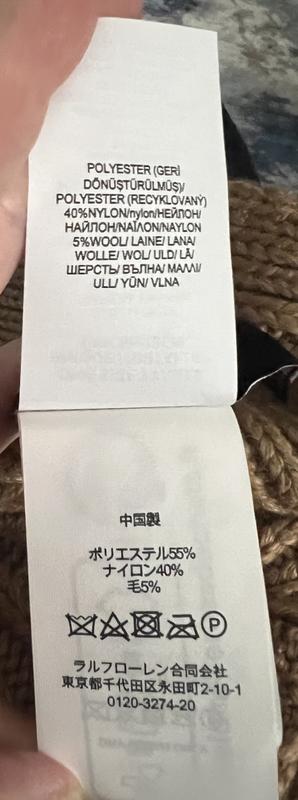 POLYESTER (GERİ
DÖNÜŞTÜRÜLMÜŞ)/
POLYESTER (RECYKLOVANÝ)
40%NYLON/nylon/НЕЙЛОН/
НАЙЛОН/ΝΑΪΛΟΝ/NAYLON
5%WOOL/ LAINE/ LANA/
WOLLE/ WOL/ ULD/ LÃ/
ШЕРСТЬ/ ВЪЛНА/ ΜΑΛΛΙ/
ULL/ YÜN/ VLNA
中国製
ポリエステル55%
ナイロン40%
毛5%
P
ラルフローレン合同会社
東京都千代田区永田町2-10-1
0120-3274-20